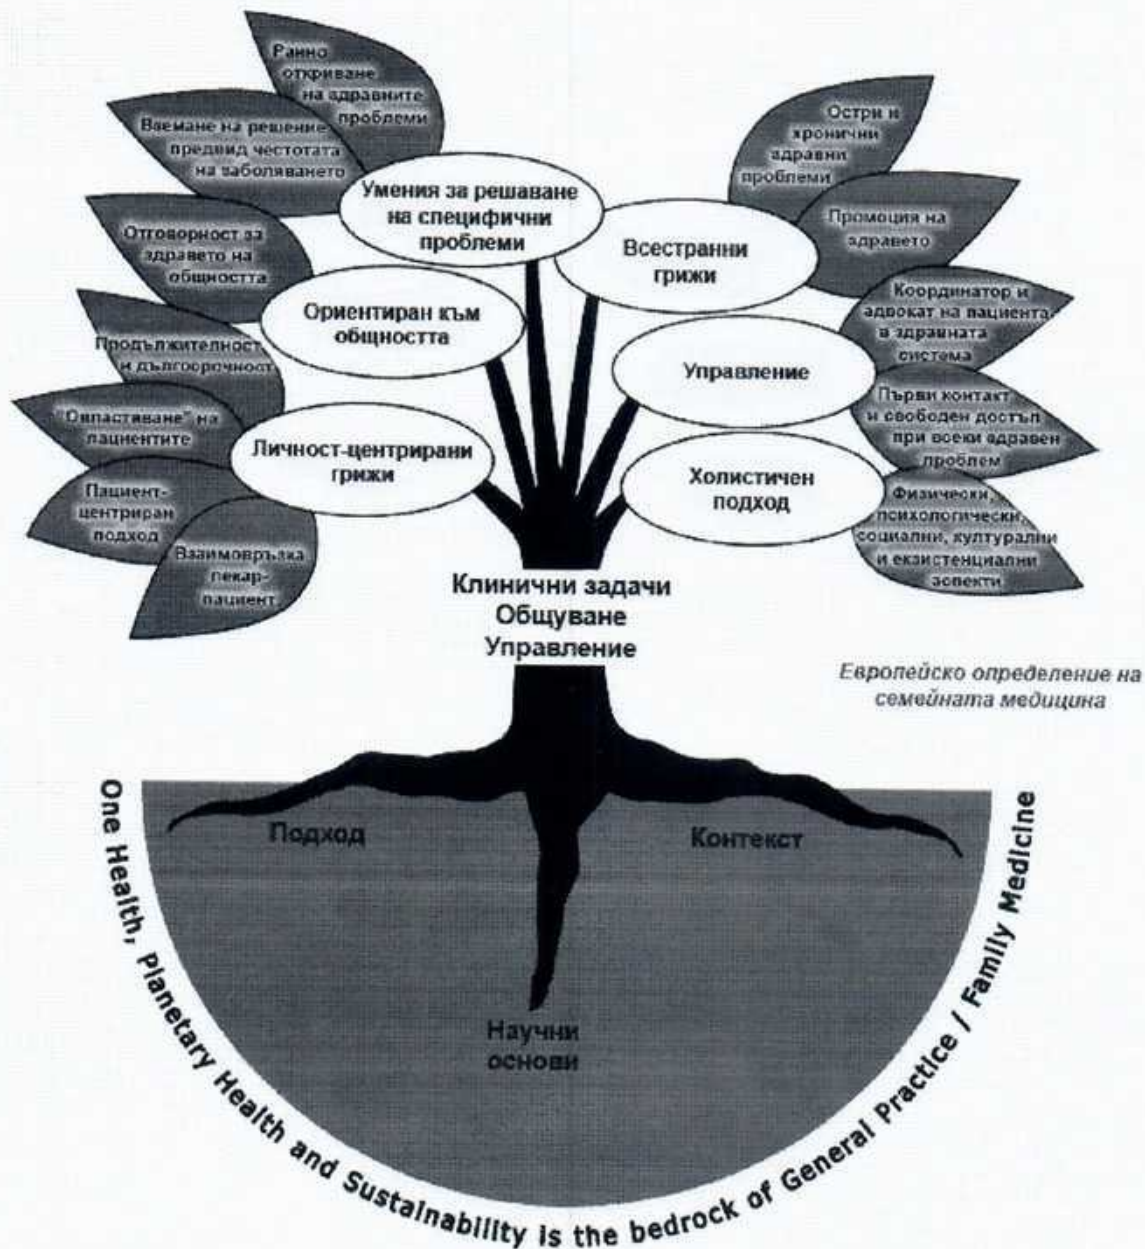 Ранно
откриване
на здравните
проблеми
Вземане на решение
предвид честотата
на заболяването
Отговорност за
здравето на
общността
Продължителност
и дългосрочност
"Овластяване" на
пациентите
Пациент-
центриран
подход
Взаимовръзка
лекар-
пациент
Умения за решаване
на специфични
проблеми
Ориентиран към
общността
Личност-центрирани
грижи
Всестранни
грижи
Управление
Холистичен
подход
Остри и
хронични
здравни
проблеми
Промоция на
здравето
Координатор и
адвокат на пациента
в здравната
система
Първи контакт
и свободен достъп
при всеки здравен
проблем
Физически,
психологически,
социални, културални
и екзистенциални
аспекти
Клинични задачи
Общуване
Управление
Европейско определение на
семейната медицина
Подход
Контекст
Научни
основи
One Health, Planetary Health and Sustainability is the bedrock of General Practice / Family Medicine